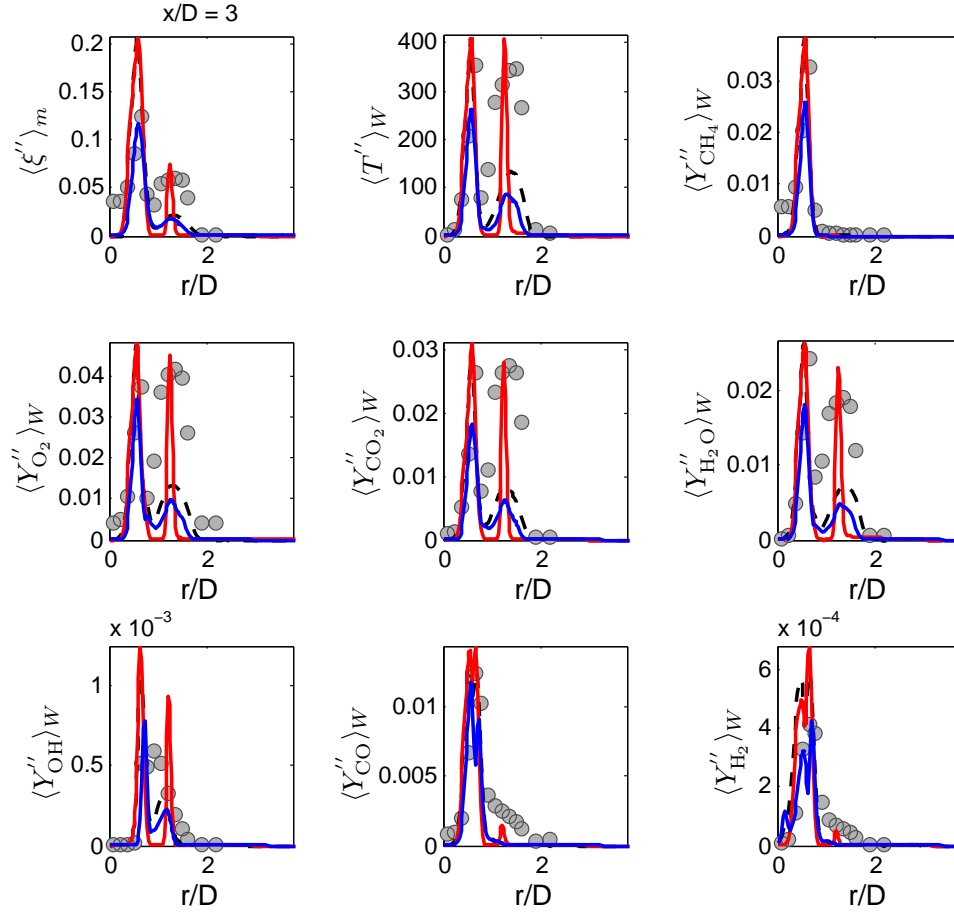 x/D = 3
⟨ξ′′⟩m
0.2
0.15
0.1
0.05
0
2
r/D
⟨T′′⟩W
400
300
200
100
0
2
r/D
⟨Y′′CH4⟩W
0.03
0.02
0.01
0
0
2
r/D
⟨Y′′O2⟩W
0.04
0.03
0.02
0.01
0
0
2
r/D
⟨Y′′CO2⟩W
0.03
0.02
0.01
0
0
2
r/D
⟨Y′′H2O⟩W
0.02
0.01
0
0
2
r/D
x 10−3
⟨Y′′OH⟩W
1
0.5
0
0
2
r/D
⟨Y′′CO⟩W
0.01
0.005
0
0
2
r/D
x 10−4
⟨Y′′H2⟩W
6
4
2
0
0
2
r/D